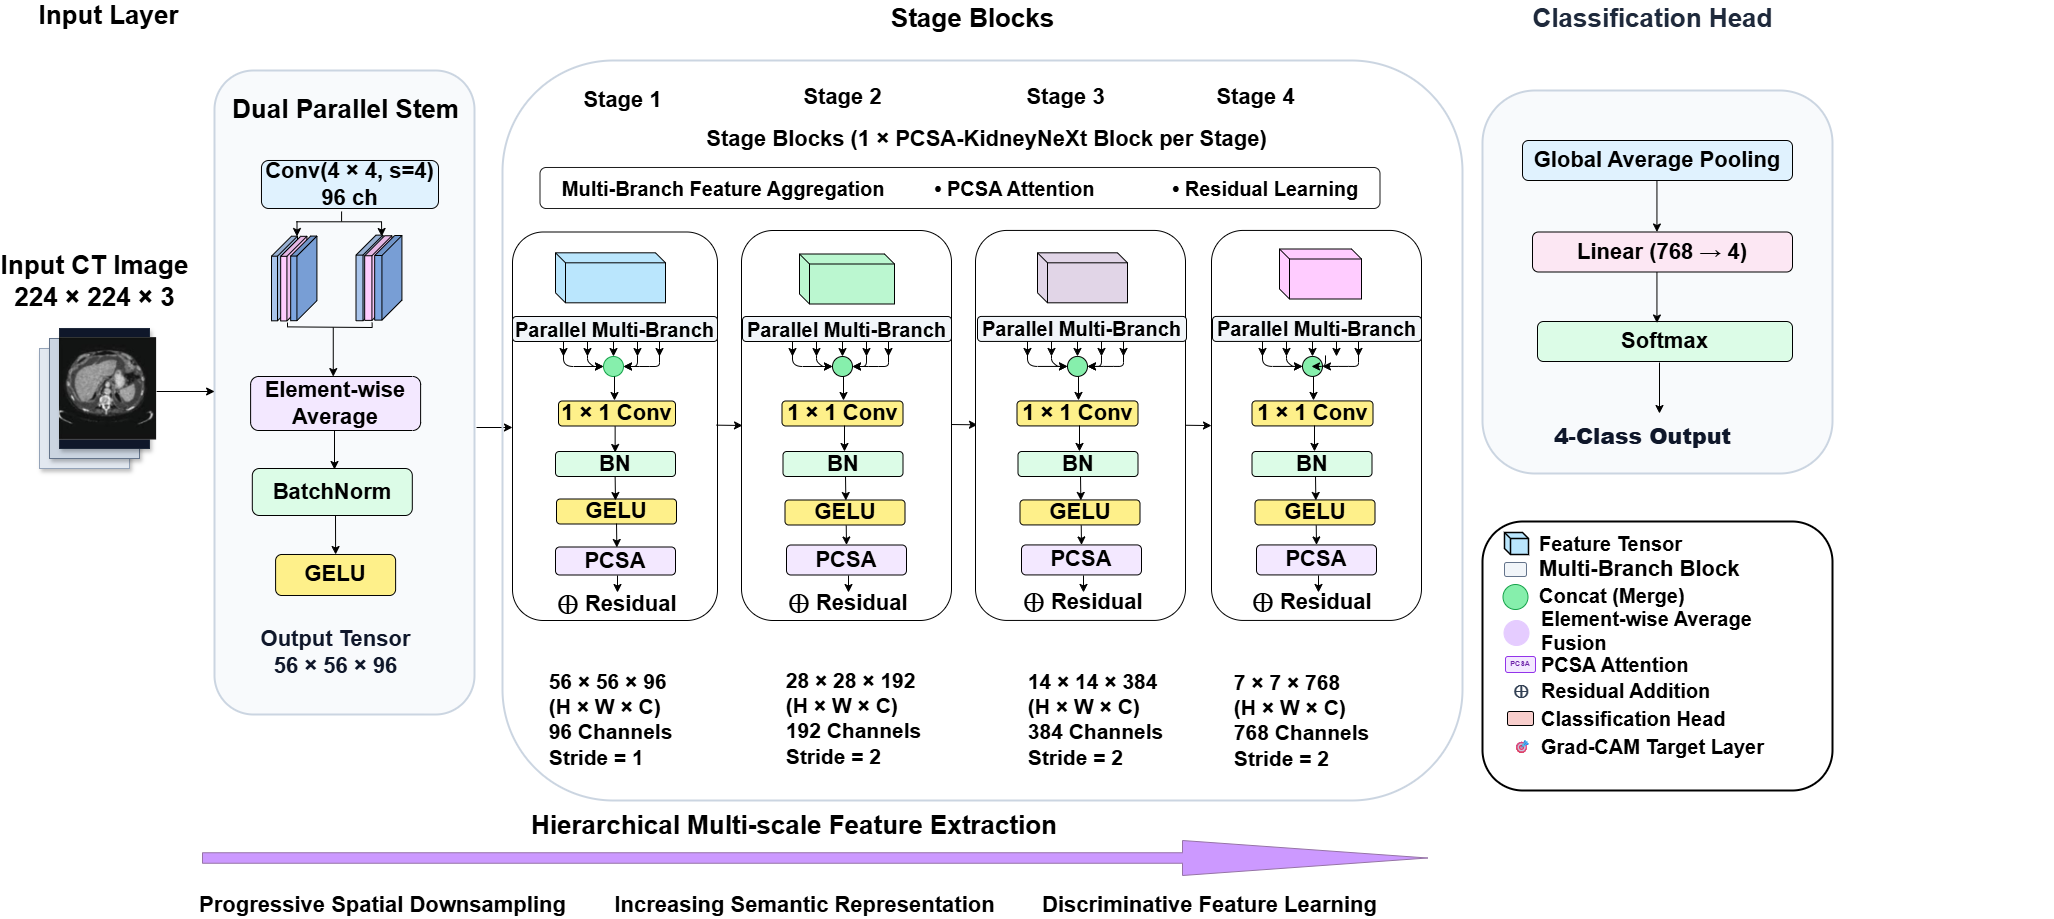 Input Layer
Stage Blocks
Classification Head
Input CT Image
224 × 224 × 3
Dual Parallel Stem
Conv(4 × 4, s=4)
96 ch
Element-wise
Average
BatchNorm
GELU
Output Tensor
56 × 56 × 96
Stage 1
Stage 2
Stage 3
Stage 4
Stage Blocks (1 × PCSA-KidneyNeXt Block per Stage)
Multi-Branch Feature Aggregation • PCSA Attention • Residual Learning
Parallel Multi-Branch
1 × 1 Conv
BN
GELU
PCSA
⊕ Residual
56 × 56 × 96
(H × W × C)
96 Channels
Stride = 1
Parallel Multi-Branch
1 × 1 Conv
BN
GELU
PCSA
⊕ Residual
28 × 28 × 192
(H × W × C)
192 Channels
Stride = 2
Parallel Multi-Branch
1 × 1 Conv
BN
GELU
PCSA
⊕ Residual
14 × 14 × 384
(H × W × C)
384 Channels
Stride = 2
Parallel Multi-Branch
1 × 1 Conv
BN
GELU
PCSA
⊕ Residual
7 × 7 × 768
(H × W × C)
768 Channels
Stride = 2
Global Average Pooling
Linear (768 → 4)
Softmax
4-Class Output
Feature Tensor
Multi-Branch Block
Concat (Merge)
Element-wise Average
Fusion
PCSA PCSA Attention
⊕ Residual Addition
Classification Head
Grad-CAM Target Layer
Hierarchical Multi-scale Feature Extraction
Progressive Spatial Downsampling
Increasing Semantic Representation
Discriminative Feature Learning